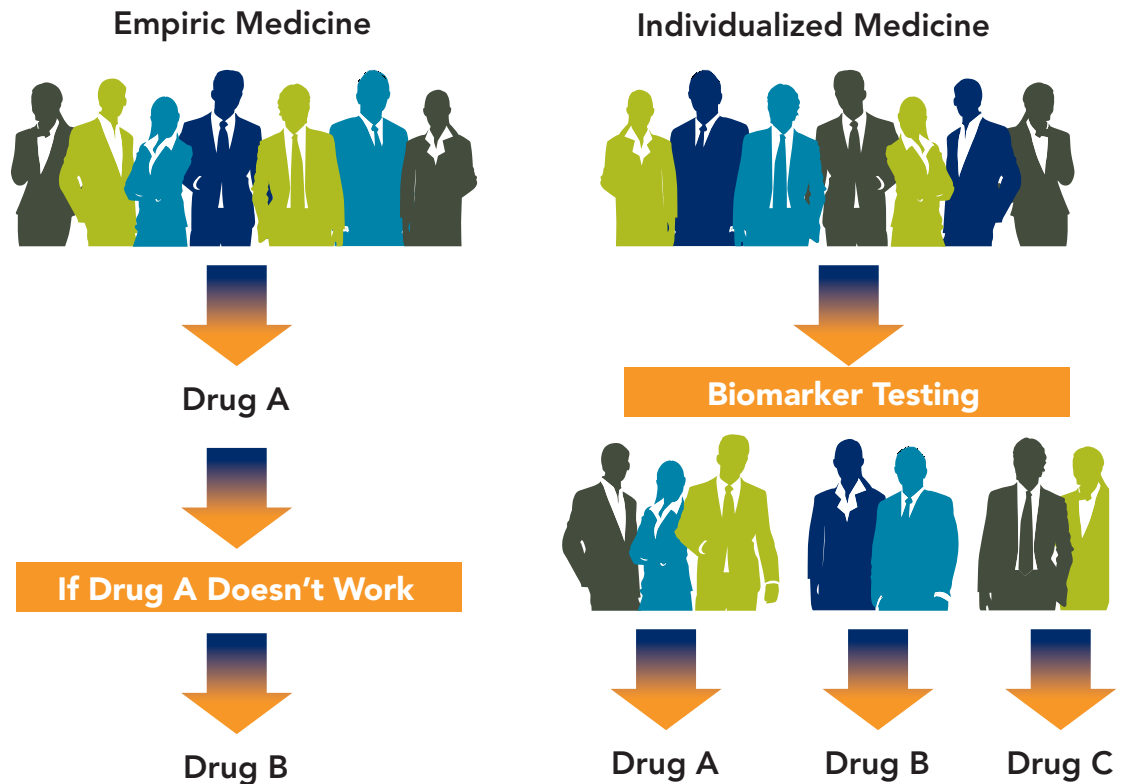 Empiric Medicine
Drug A
If Drug A Doesn't Work
Drug B
Individualized Medicine
Biomarker Testing
Drug A
Drug B
Drug C